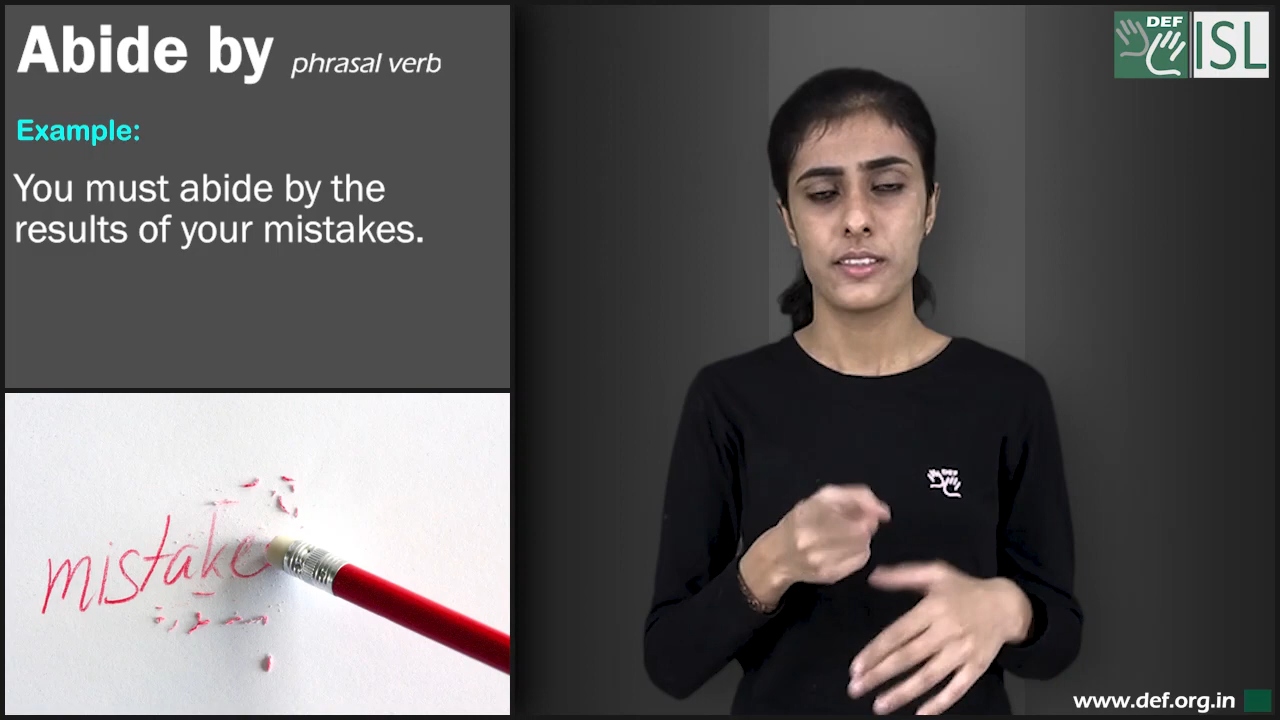 Abide by phrasal verb
Example:
You must abide by the
results of your mistakes.
mistake
DEF
ISL
DEF
www.def.org.in